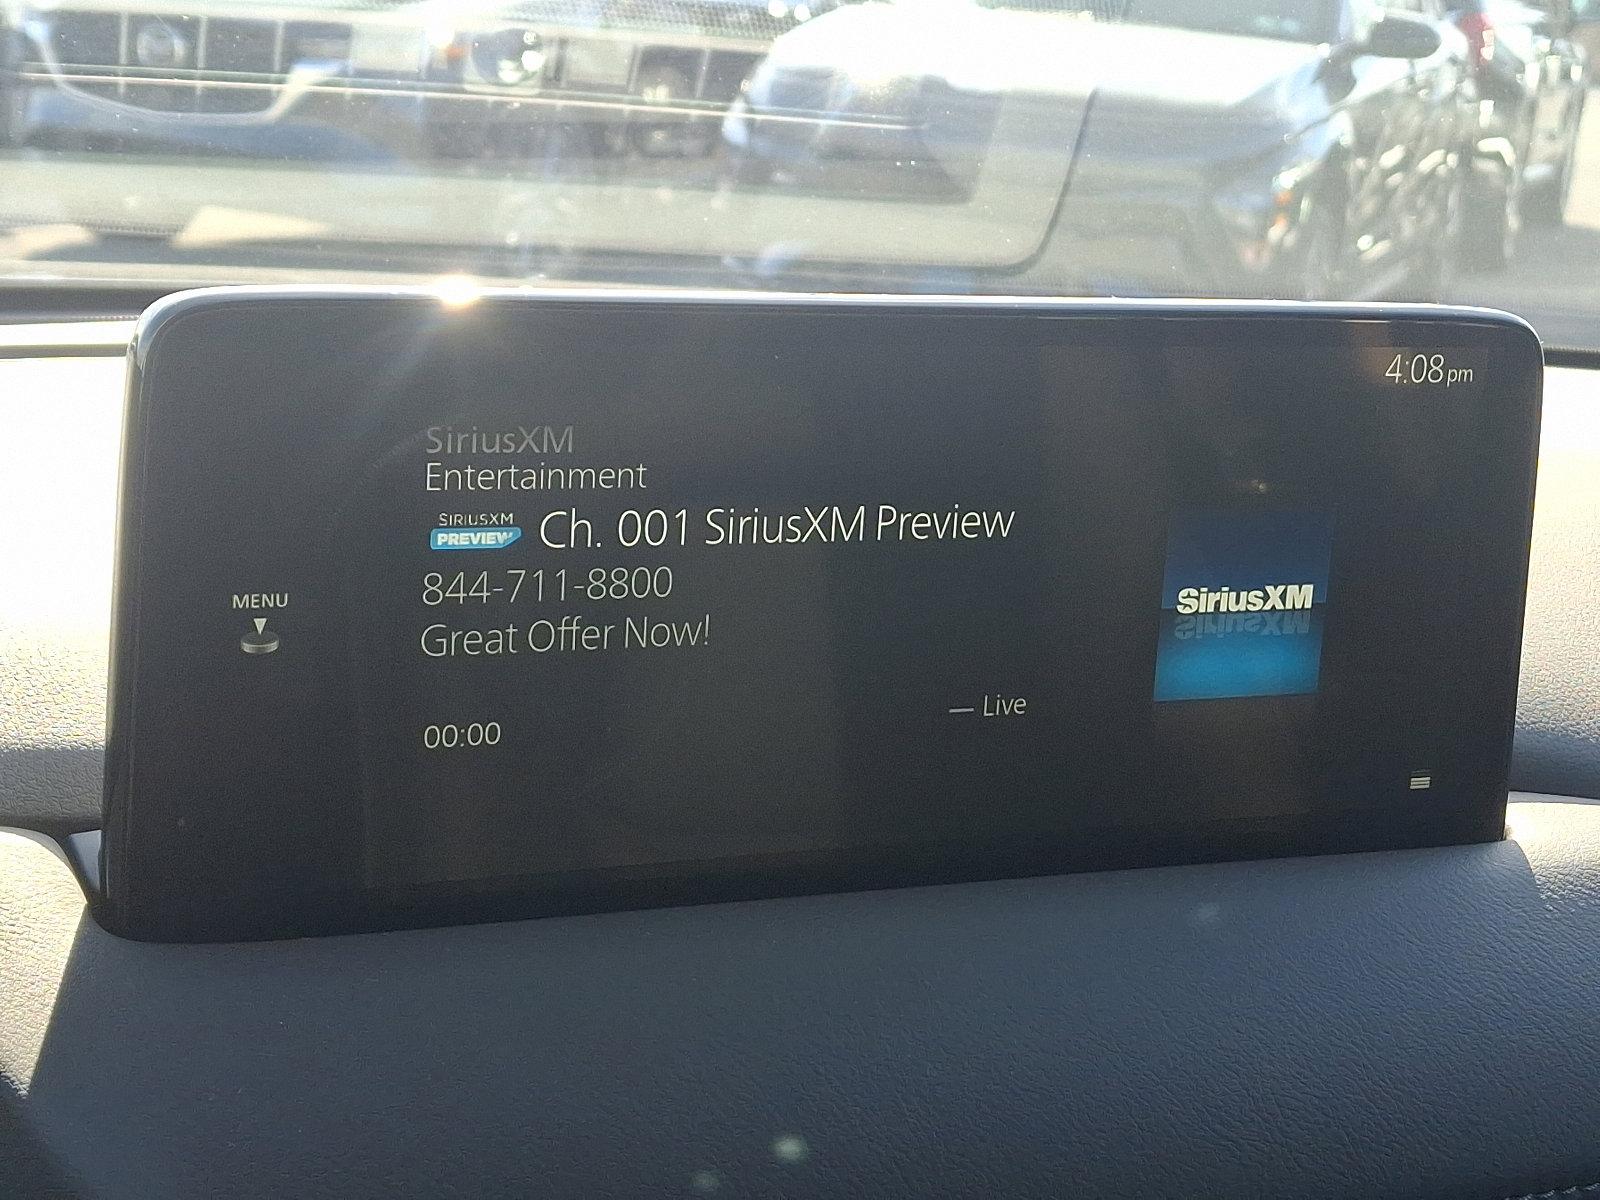 4:08pm
SiriusXM
Entertainment
SIRIUSXM
PREVIEW
Ch. 001 SiriusXM Preview
844-711-8800
Great Offer Now!
MENU
SiriusXM
Live
00:00